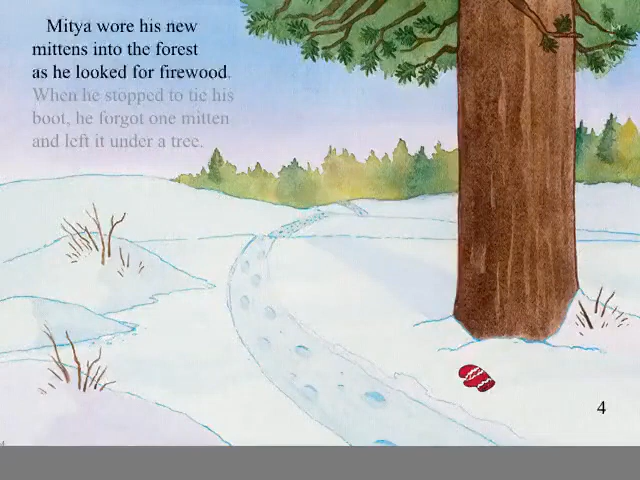 Mitya wore his new
mittens into the forest
as he looked for firewood.
When he stopped to tie his
boot, he forgot one mitten
and left it under a tree.
4